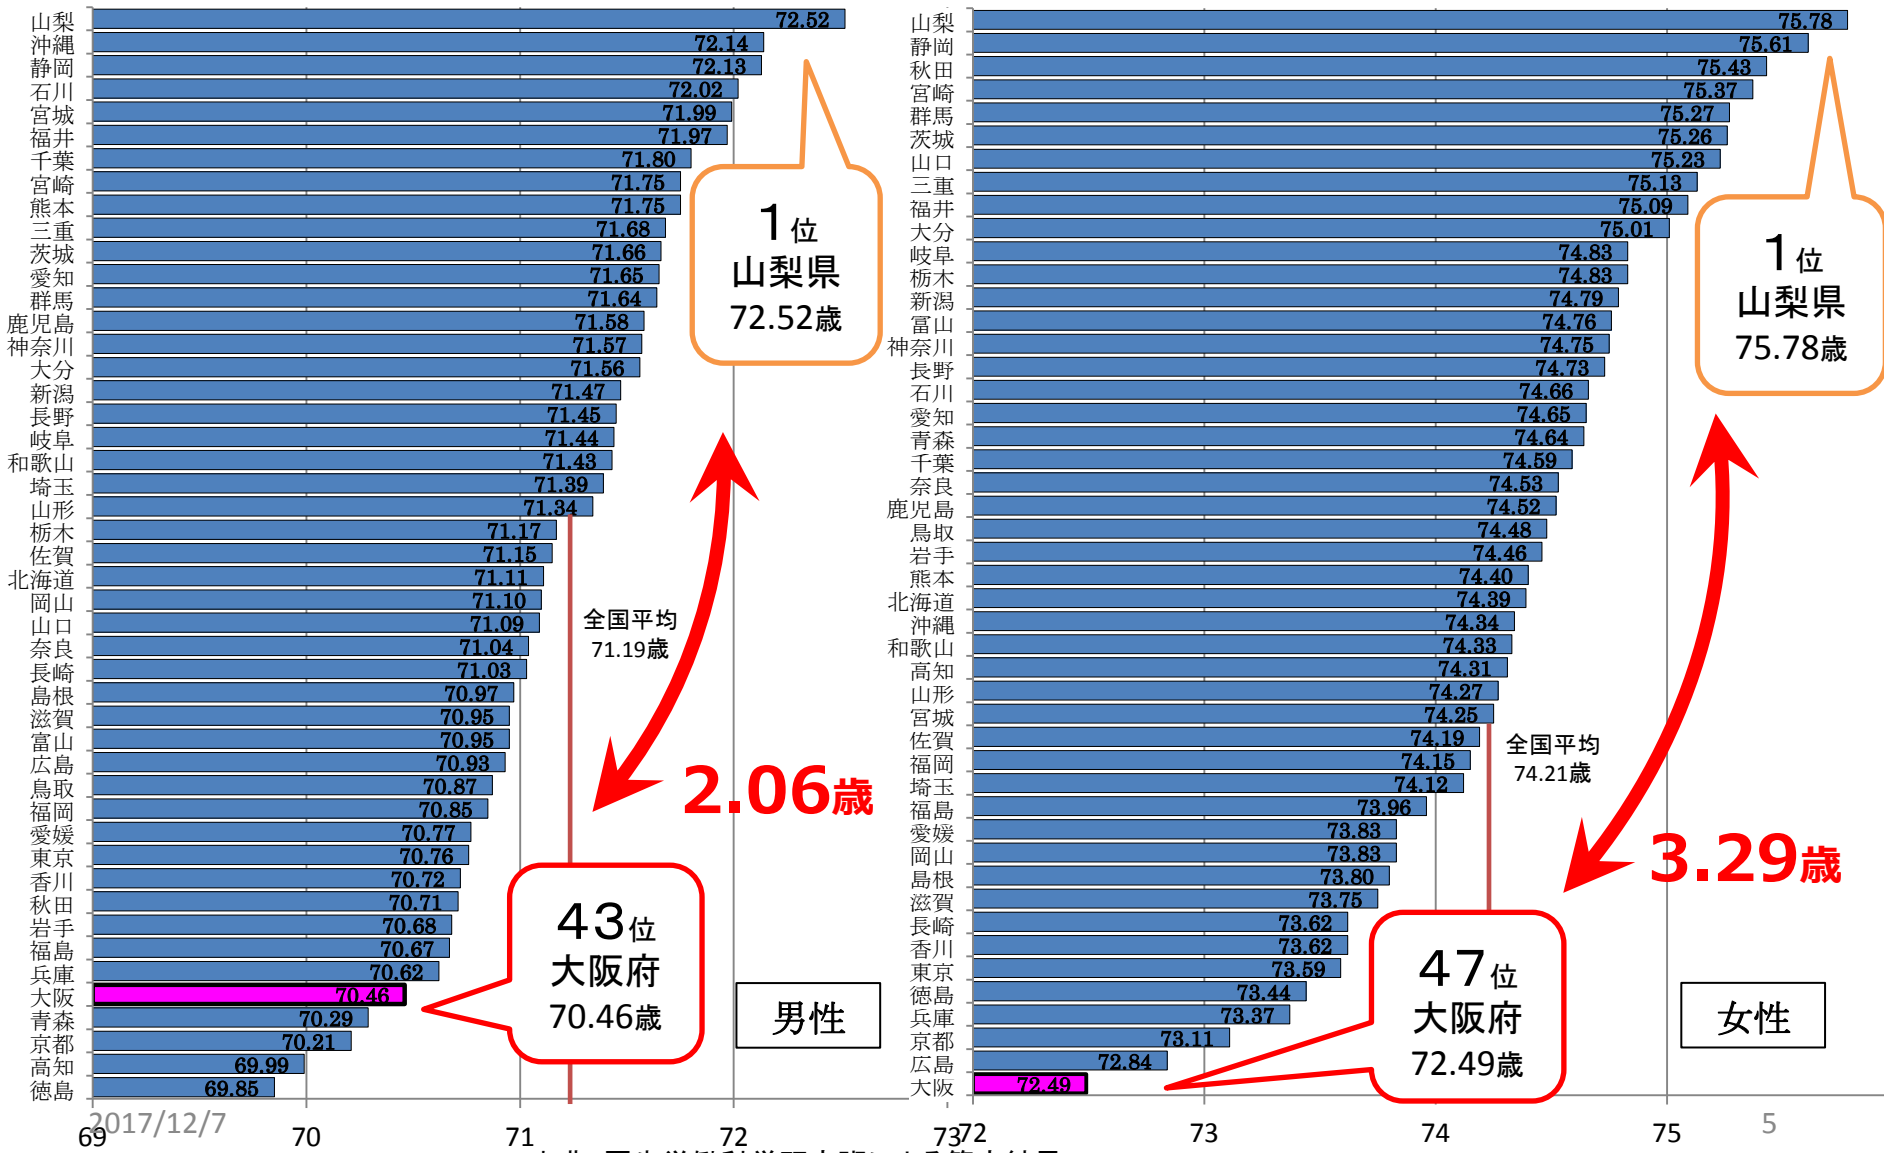 山梨 72.52
沖縄 72.14
静岡 72.13
石川 72.02
宮城 71.99
福井 71.97
千葉 71.80
宮崎 71.75
熊本 71.75
三重 71.68
茨城 71.66
愛知 71.65
群馬 71.64
鹿児島 71.58
神奈川 71.57
大分 71.56
新潟 71.47
長野 71.45
岐阜 71.44
和歌山 71.43
埼玉 71.39
山形 71.34
栃木 71.17
佐賀 71.15
北海道 71.11
岡山 71.10
山口 71.09
奈良 71.04
長崎 71.03
島根 70.97
滋賀 70.95
富山 70.95
広島 70.93
鳥取 70.87
福岡 70.85
愛媛 70.77
東京 70.76
香川 70.72
秋田 70.71
岩手 70.68
福島 70.67
兵庫 70.62
大阪 70.46
青森 70.29
京都 70.21
高知 69.99
徳島 69.85
1位
山梨県
72.52歳
全国平均
71.19歳
2.06歳
43位
大阪府
70.46歳
男性
69 70 71 72 73
2017/12/7
山梨 75.78
静岡 75.61
秋田 75.43
宮崎 75.37
群馬 75.27
茨城 75.26
山口 75.23
三重 75.13
福井 75.09
大分 75.01
岐阜 74.83
栃木 74.83
新潟 74.79
富山 74.76
神奈川 74.75
長野 74.73
石川 74.66
愛知 74.65
青森 74.64
千葉 74.59
奈良 74.53
鹿児島 74.52
鳥取 74.48
岩手 74.46
熊本 74.40
北海道 74.39
沖縄 74.34
和歌山 74.33
高知 74.31
山形 74.27
宮城 74.25
佐賀 74.19
福岡 74.15
埼玉 74.12
福島 73.96
愛媛 73.83
岡山 73.83
島根 73.80
滋賀 73.75
長崎 73.62
香川 73.62
東京 73.59
徳島 73.44
兵庫 73.37
京都 73.11
広島 72.84
大阪 72.49
1位
山梨県
75.78歳
全国平均
74.21歳
3.29歳
47位
大阪府
72.49歳
女性
72 73 74 75
5